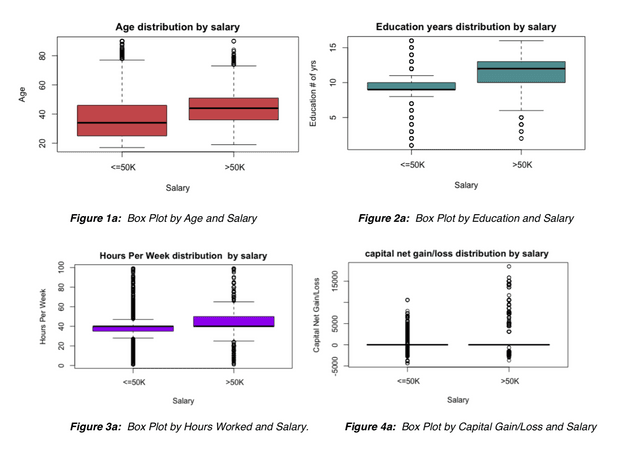 Age distribution by salary
Age
80
60
40
20
<=50K
>50K
Salary
Figure 1a: Box Plot by Age and Salary
Education years distribution by salary
Education # of yrs
15
10
5
<=50K
>50K
Salary
Figure 2a: Box Plot by Education and Salary
Hours Per Week distribution by salary
Hours Per Week
100
80
60
40
20
0
<=50K
>50K
Salary
Figure 3a: Box Plot by Hours Worked and Salary.
capital net gain/loss distribution by salary
Capital Net Gain/Loss
15000
5000
0
-5000
<=50K
>50K
Salary
Figure 4a: Box Plot by Capital Gain/Loss and Salary